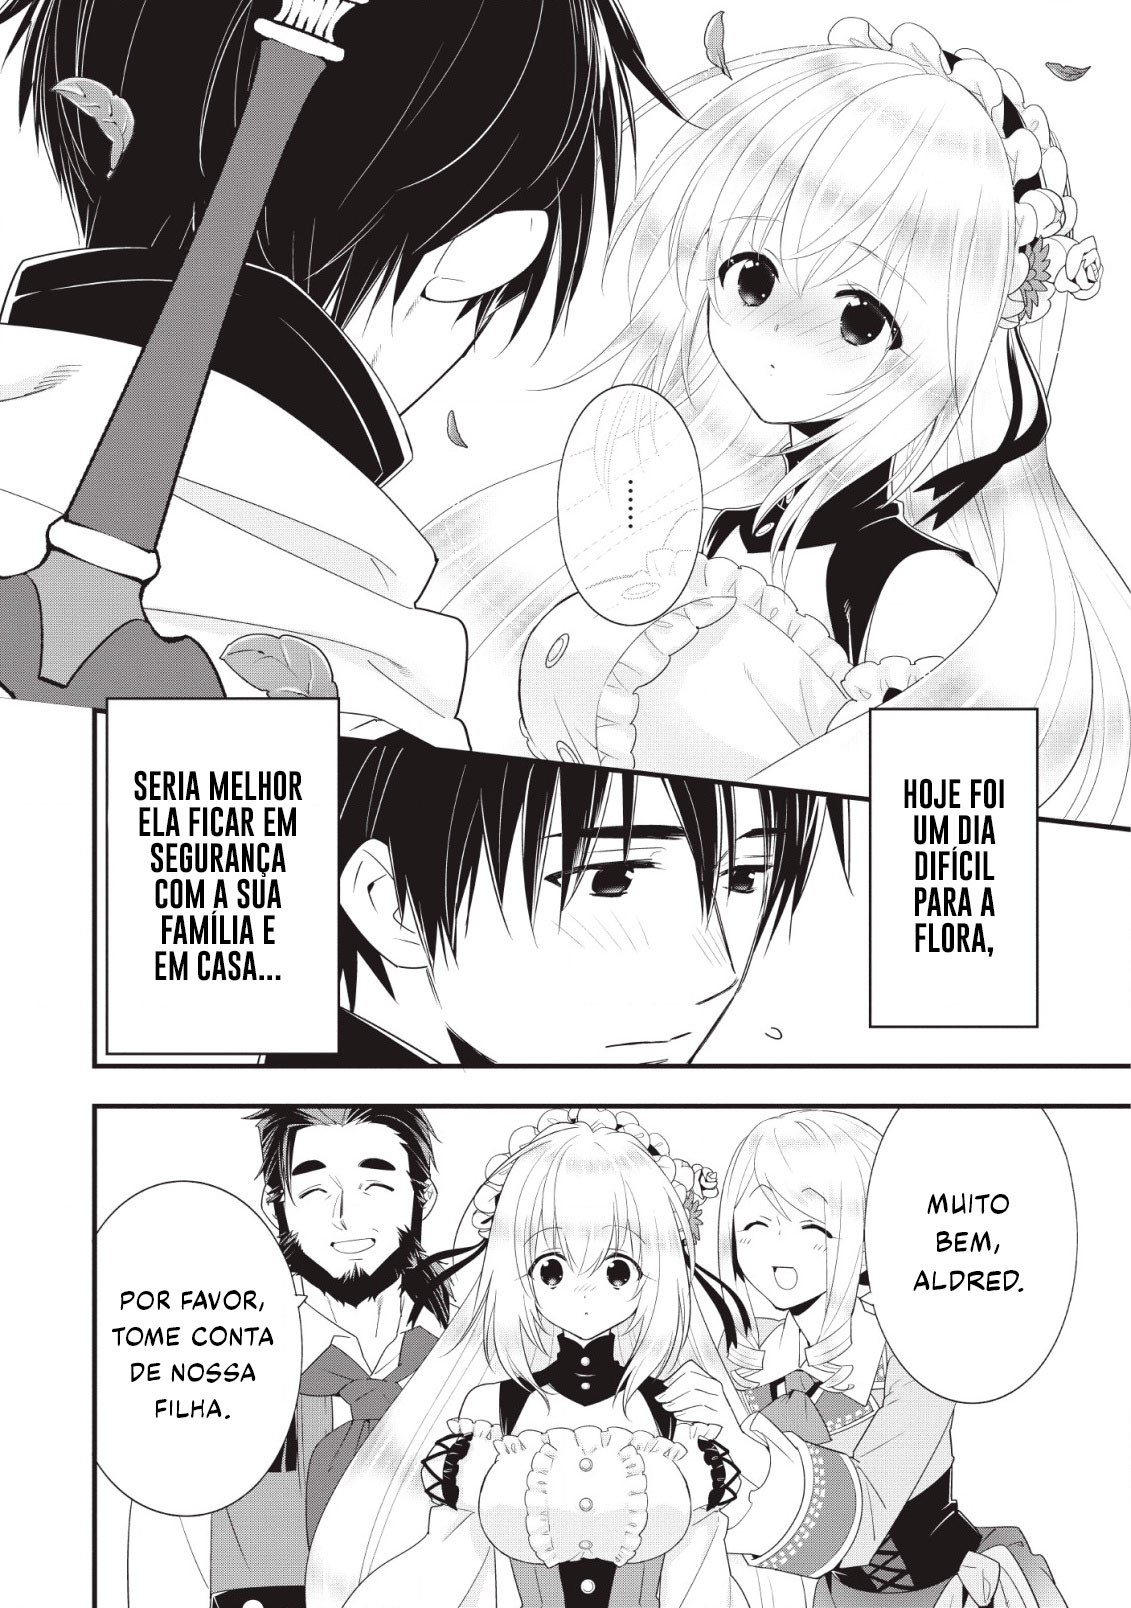 ......
HOJE FOI
UM DIA
DIFÍCIL
PARA A
FLORA,
SERIA MELHOR
ELA FICAR EM
SEGURANÇA
COM A SUA
FAMÍLIA E
EM CASA...
MUITO
BEM,
ALDRED.
POR FAVOR,
TOME CONTA
DE NOSSA
FILHA.